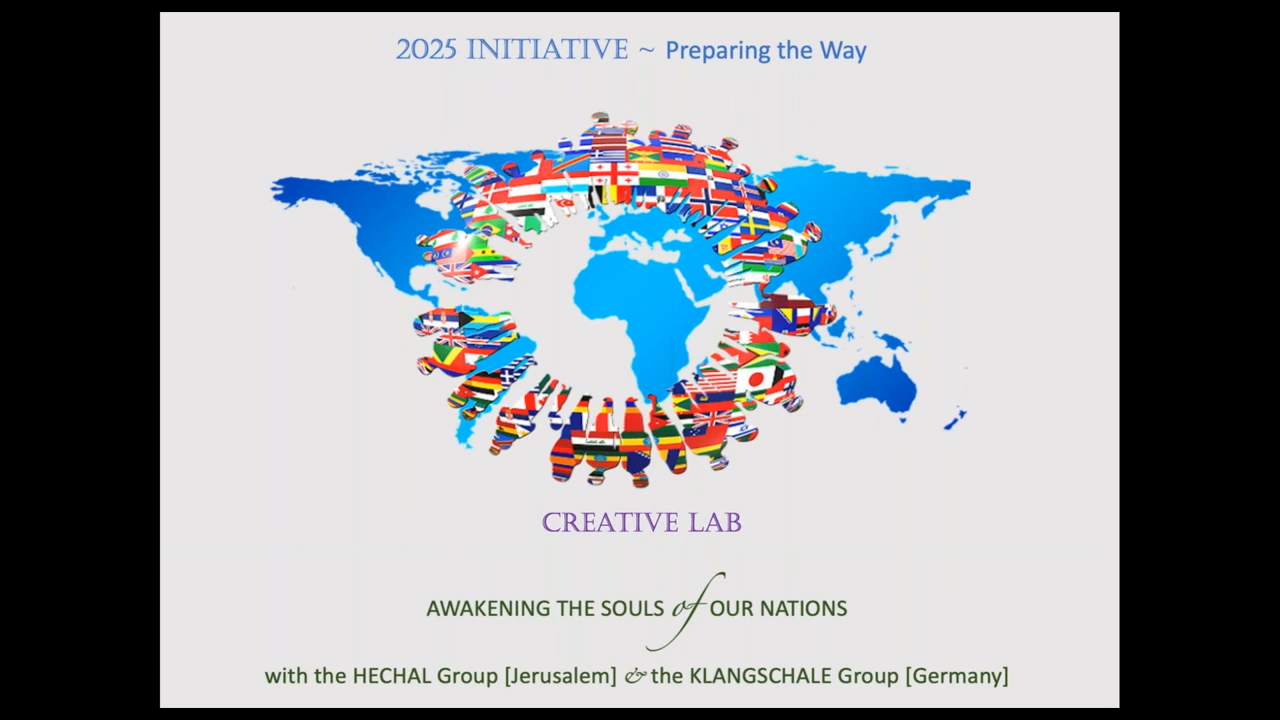 2025 INITIATIVE ~ Preparing the Way
CREATIVE LAB
AWAKENING THE SOULS of OUR NATIONS
with the HECHAL Group [Jerusalem] & the KLANGSCHALE Group [Germany]